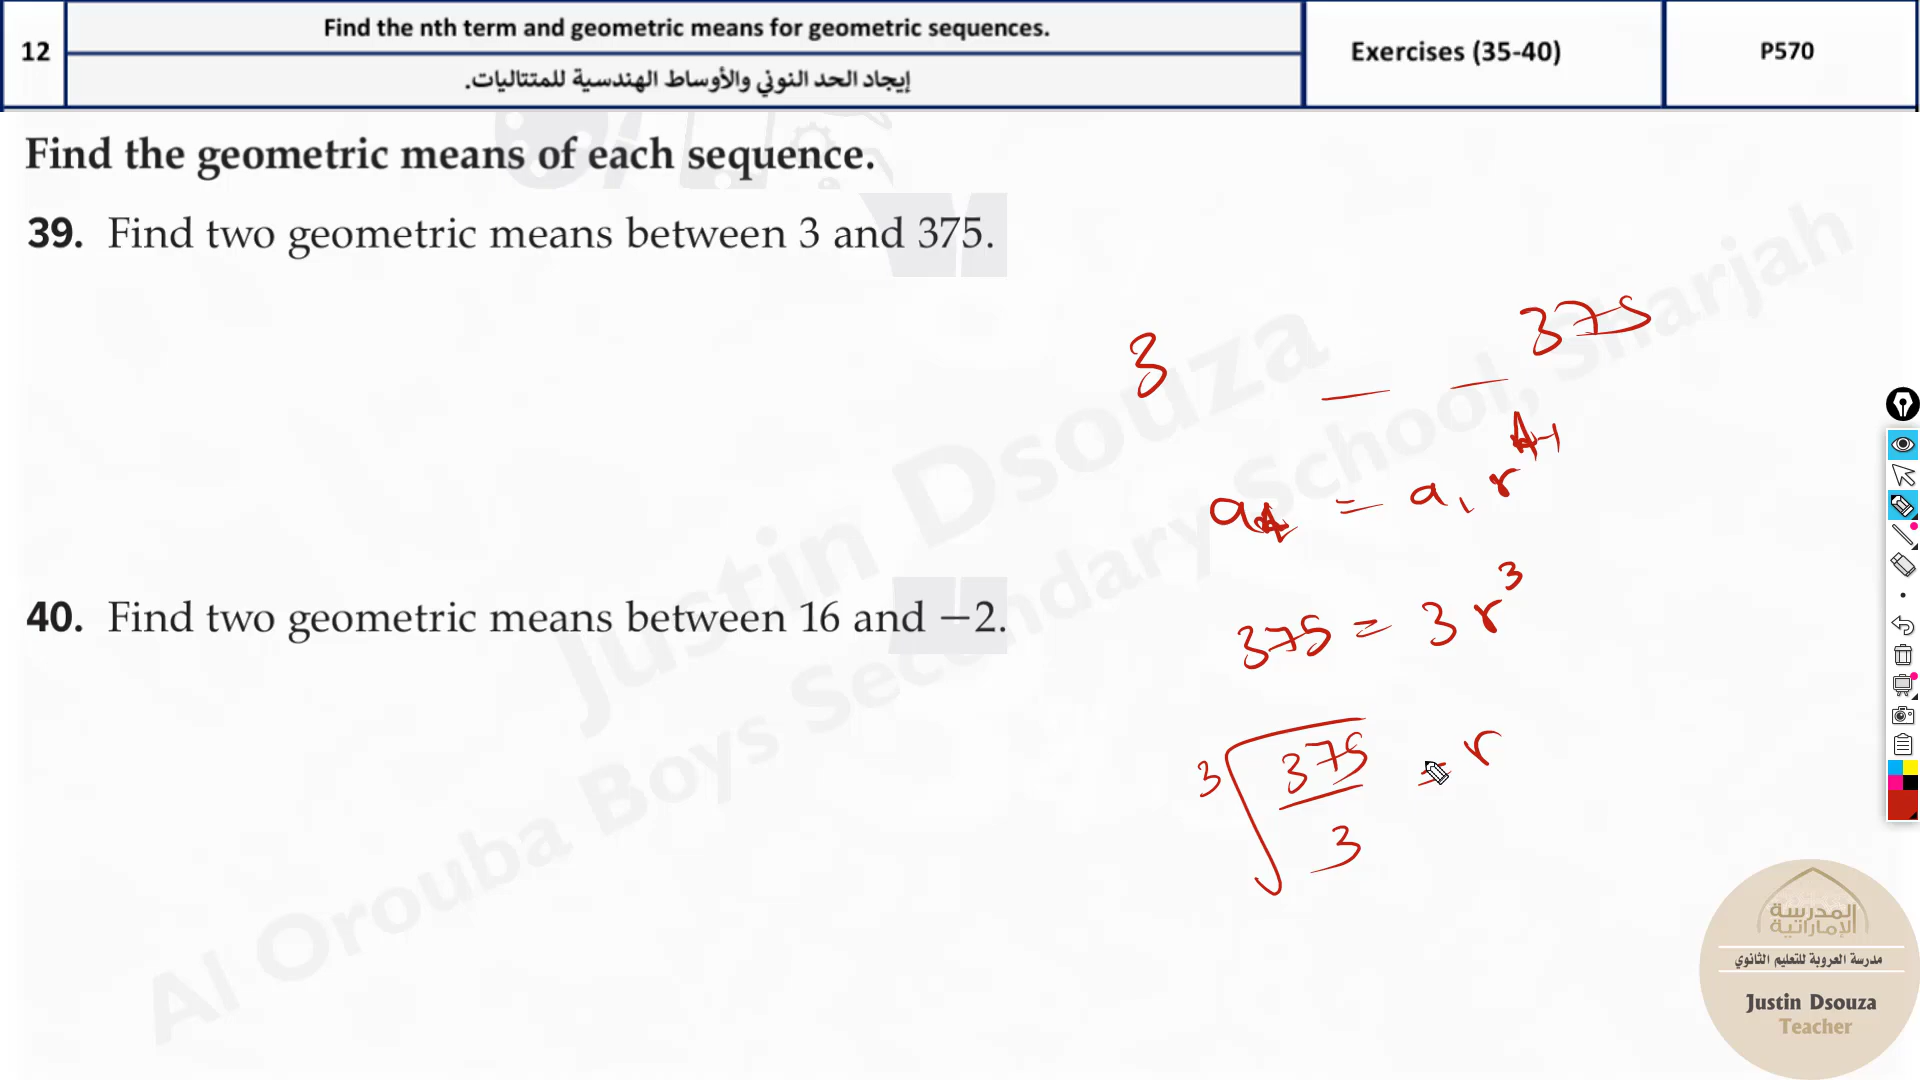 12
Find the nth term and geometric means for geometric sequences.
إيجاد الحد النوني والأوساط الهندسية للمتتاليات.
Exercises (35-40)
P570
Find the geometric means of each sequence.
39. Find two geometric means between 3 and 375.
3 _ _ 375
a₄ = a₁ r⁴⁻¹
375 = 3 r³
∛(375/3) = r
40. Find two geometric means between 16 and −2.
Justin Dsouza
Al Orouba Boys Secondary School, Sharjah
المدرسة
الإماراتية
مدرسة العروبة للتعليم الثانوي
Justin Dsouza
Teacher